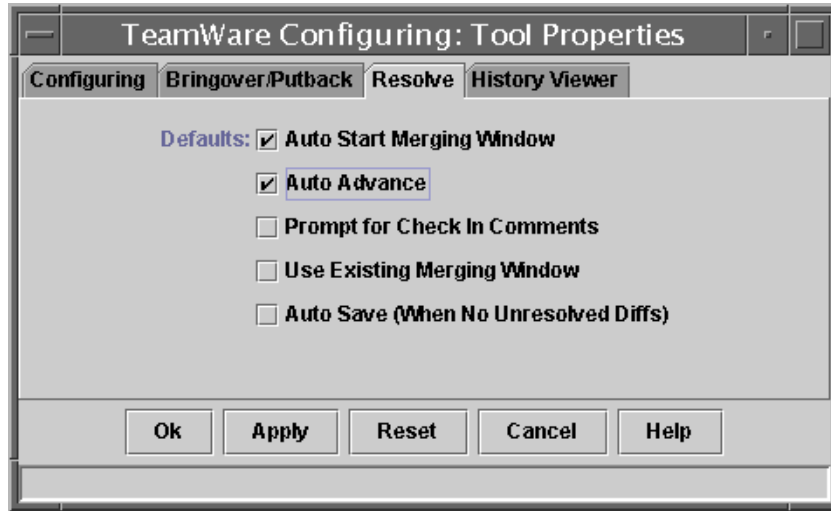 TeamWare Configuring: Tool Properties
Configuring Bringover/Putback Resolve History Viewer
Defaults: Auto Start Merging Window
Auto Advance
Prompt for Check In Comments
Use Existing Merging Window
Auto Save (When No Unresolved Diffs)
Ok Apply Reset Cancel Help